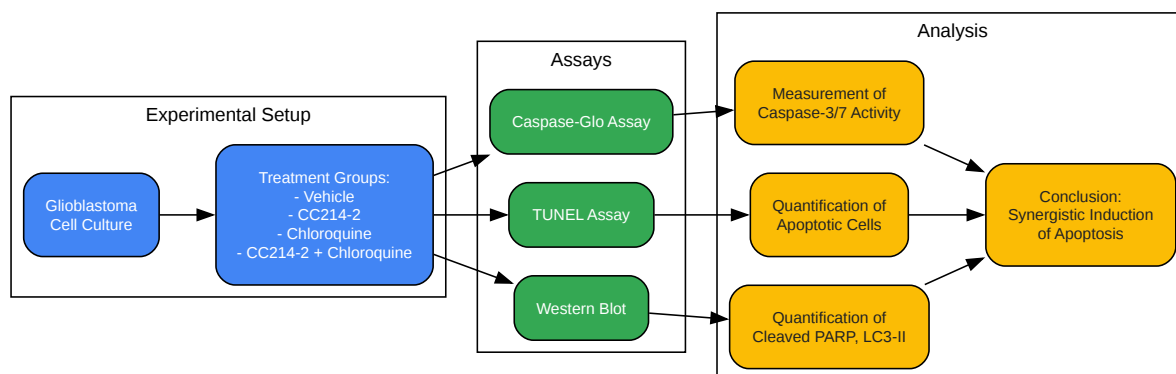 Experimental Setup
Glioblastoma
Cell Culture
Treatment Groups:
- Vehicle
- CC214-2
- Chloroquine
- CC214-2 + Chloroquine
Assays
Caspase-Glo Assay
TUNEL Assay
Western Blot
Analysis
Measurement of
Caspase-3/7 Activity
Quantification of
Apoptotic Cells
Quantification of
Cleaved PARP, LC3-II
Conclusion:
Synergistic Induction
of Apoptosis